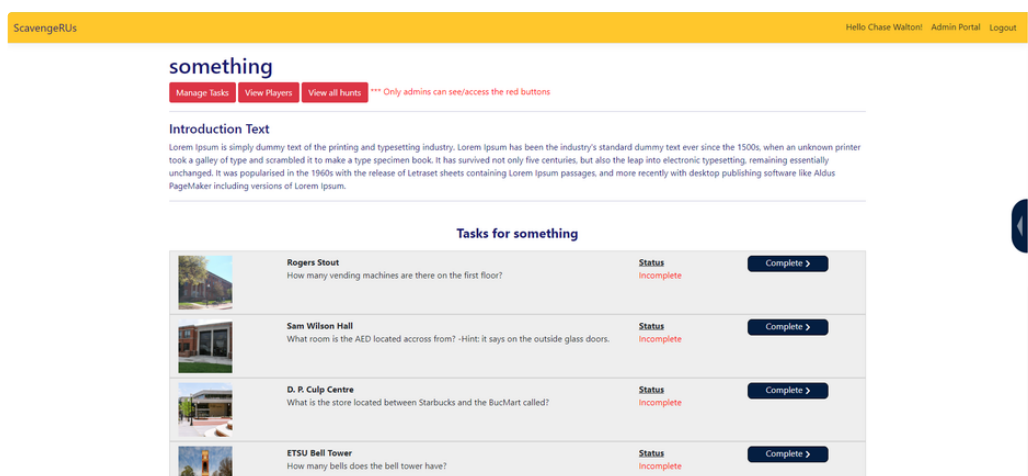 ScavengeRUs Hello Chase Walton! Admin Portal Logout
something
Manage Tasks View Players View all hunts *** Only admins can see/access the red buttons
Introduction Text
Lorem Ipsum is simply dummy text of the printing and typesetting industry. Lorem Ipsum has been the industry's standard dummy text ever since the 1500s, when an unknown printer
took a galley of type and scrambled it to make a type specimen book. It has survived not only five centuries, but also the leap into electronic typesetting, remaining essentially
unchanged. It was popularised in the 1960s with the release of Letraset sheets containing Lorem Ipsum passages, and more recently with desktop publishing software like Aldus
PageMaker including versions of Lorem Ipsum.
Tasks for something
Rogers Stout Status Complete ❯
How many vending machines are there on the first floor? Incomplete
Sam Wilson Hall Status Complete ❯
What room is the AED located accross from? -Hint: it says on the outside glass doors. Incomplete
D. P. Culp Centre Status Complete ❯
What is the store located between Starbucks and the BucMart called? Incomplete
ETSU Bell Tower Status Complete ❯
How many bells does the bell tower have? Incomplete